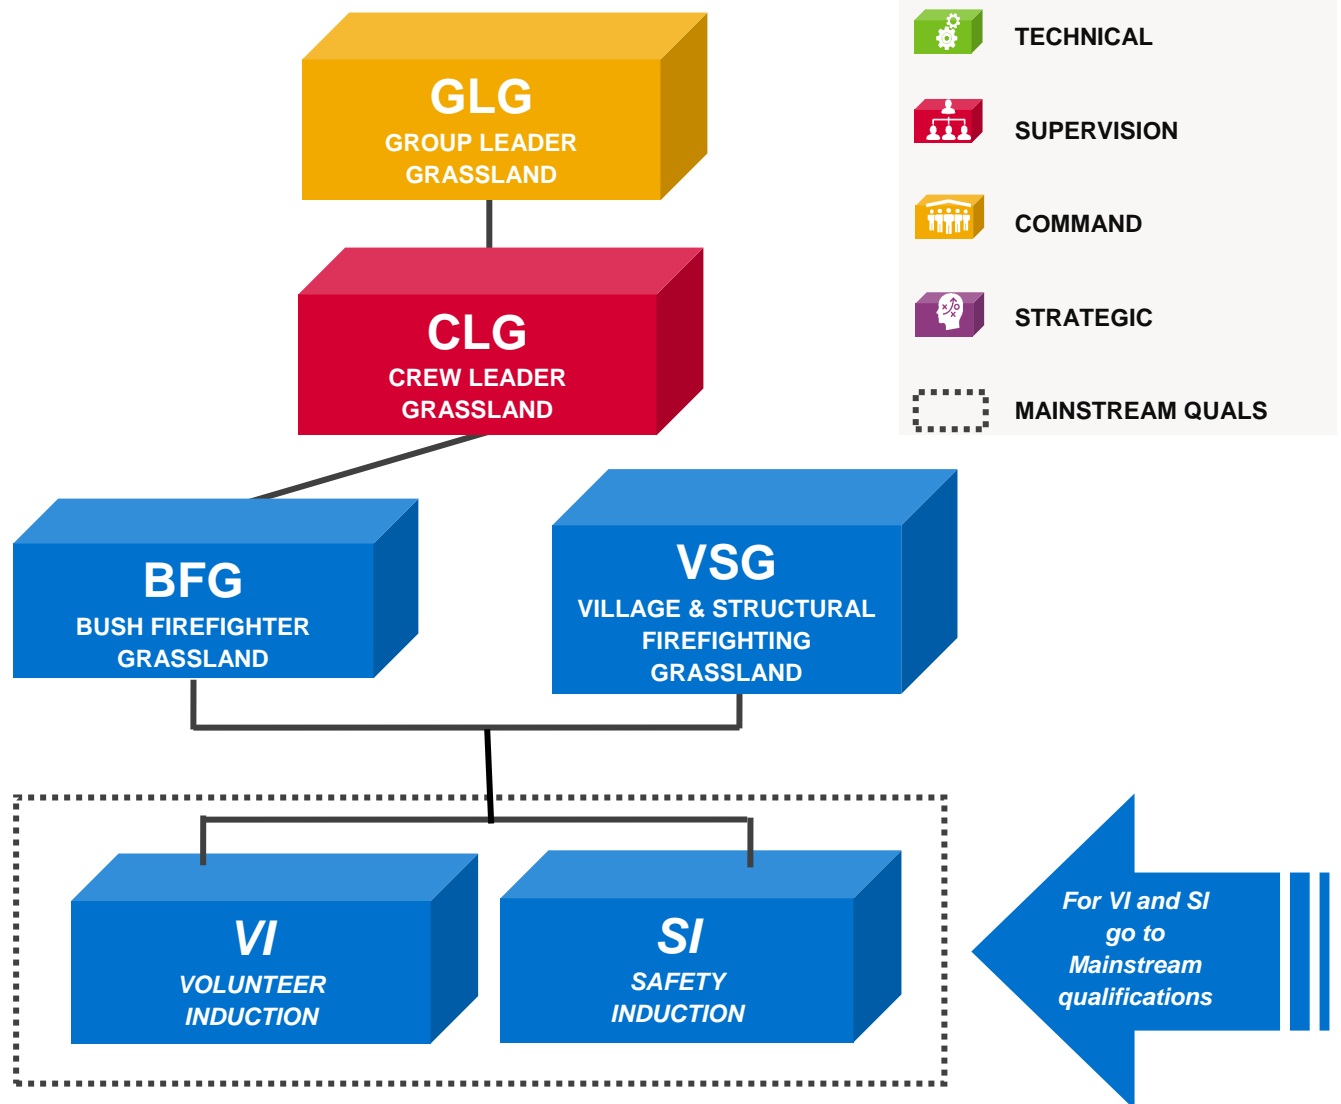 GLG
GROUP LEADER
GRASSLAND
CLG
CREW LEADER
GRASSLAND
BFG
BUSH FIREFIGHTER
GRASSLAND
VSG
VILLAGE & STRUCTURAL
FIREFIGHTING
GRASSLAND
VI
VOLUNTEER
INDUCTION
SI
SAFETY
INDUCTION
For VI and SI
go to
Mainstream
qualifications
TECHNICAL
SUPERVISION
COMMAND
STRATEGIC
MAINSTREAM QUALS